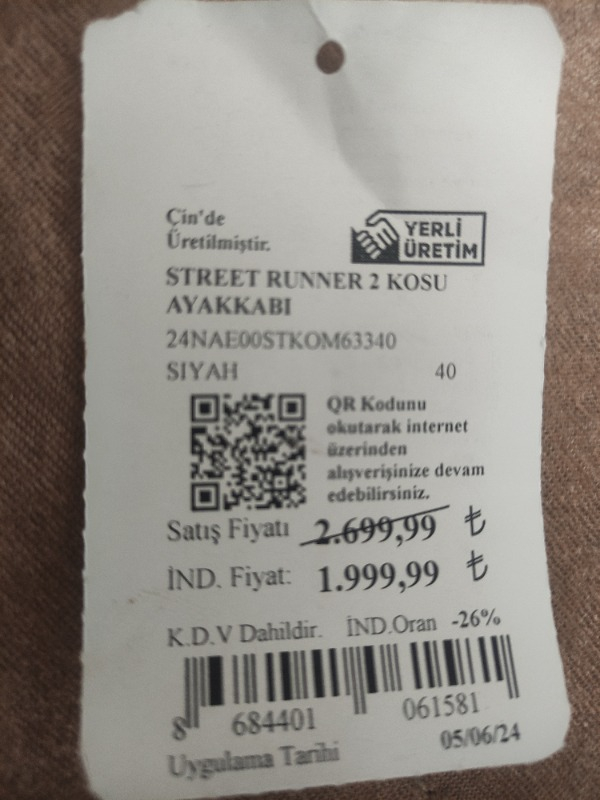 Çin'de
Üretilmiştir.
YERLİ
ÜRETİM
STREET RUNNER 2 KOSU
AYAKKABI
24NAE00STKOM63340
SIYAH 40
QR Kodunu
okutarak internet
üzerinden
alışverişinize devam
edebilirsiniz.
Satış Fiyatı 2.699,99 ₺
İND. Fiyat: 1.999,99 ₺
K.D.V Dahildir. İND.Oran -26%
8 684401 061581
Uygulama Tarihi 05/06/24